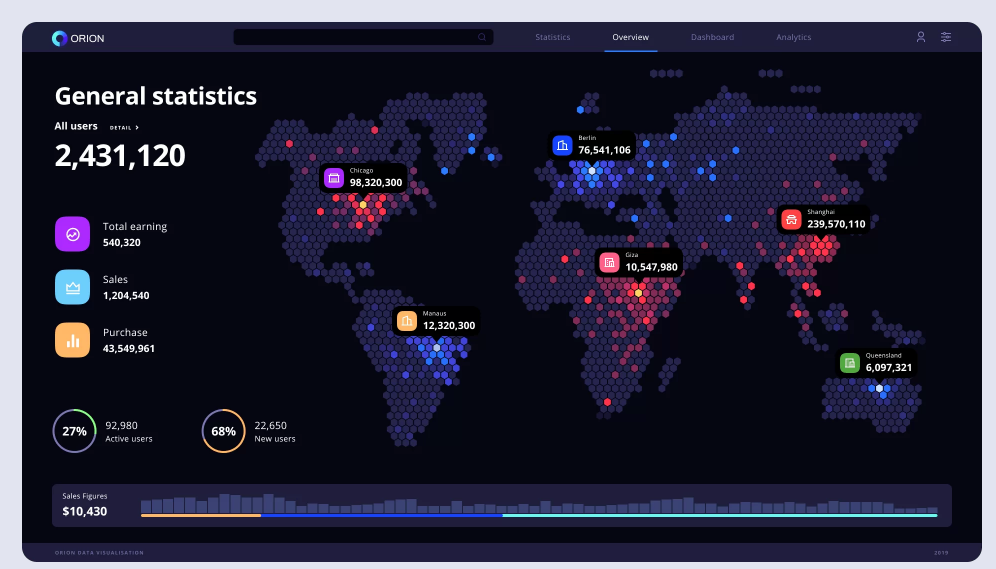 ORION
Statistics
Overview
Dashboard
Analytics
General statistics
All users DETAIL >
2,431,120
Total earning
540,320
Sales
1,204,540
Purchase
43,549,961
27%
92,980
Active users
68%
22,650
New users
Chicago
98,320,300
Berlin
76,541,106
Shanghai
239,570,110
Giza
10,547,980
Manaus
12,320,300
Queensland
6,097,321
Sales Figures
$10,430
ORION DATA VISUALISATION
2019